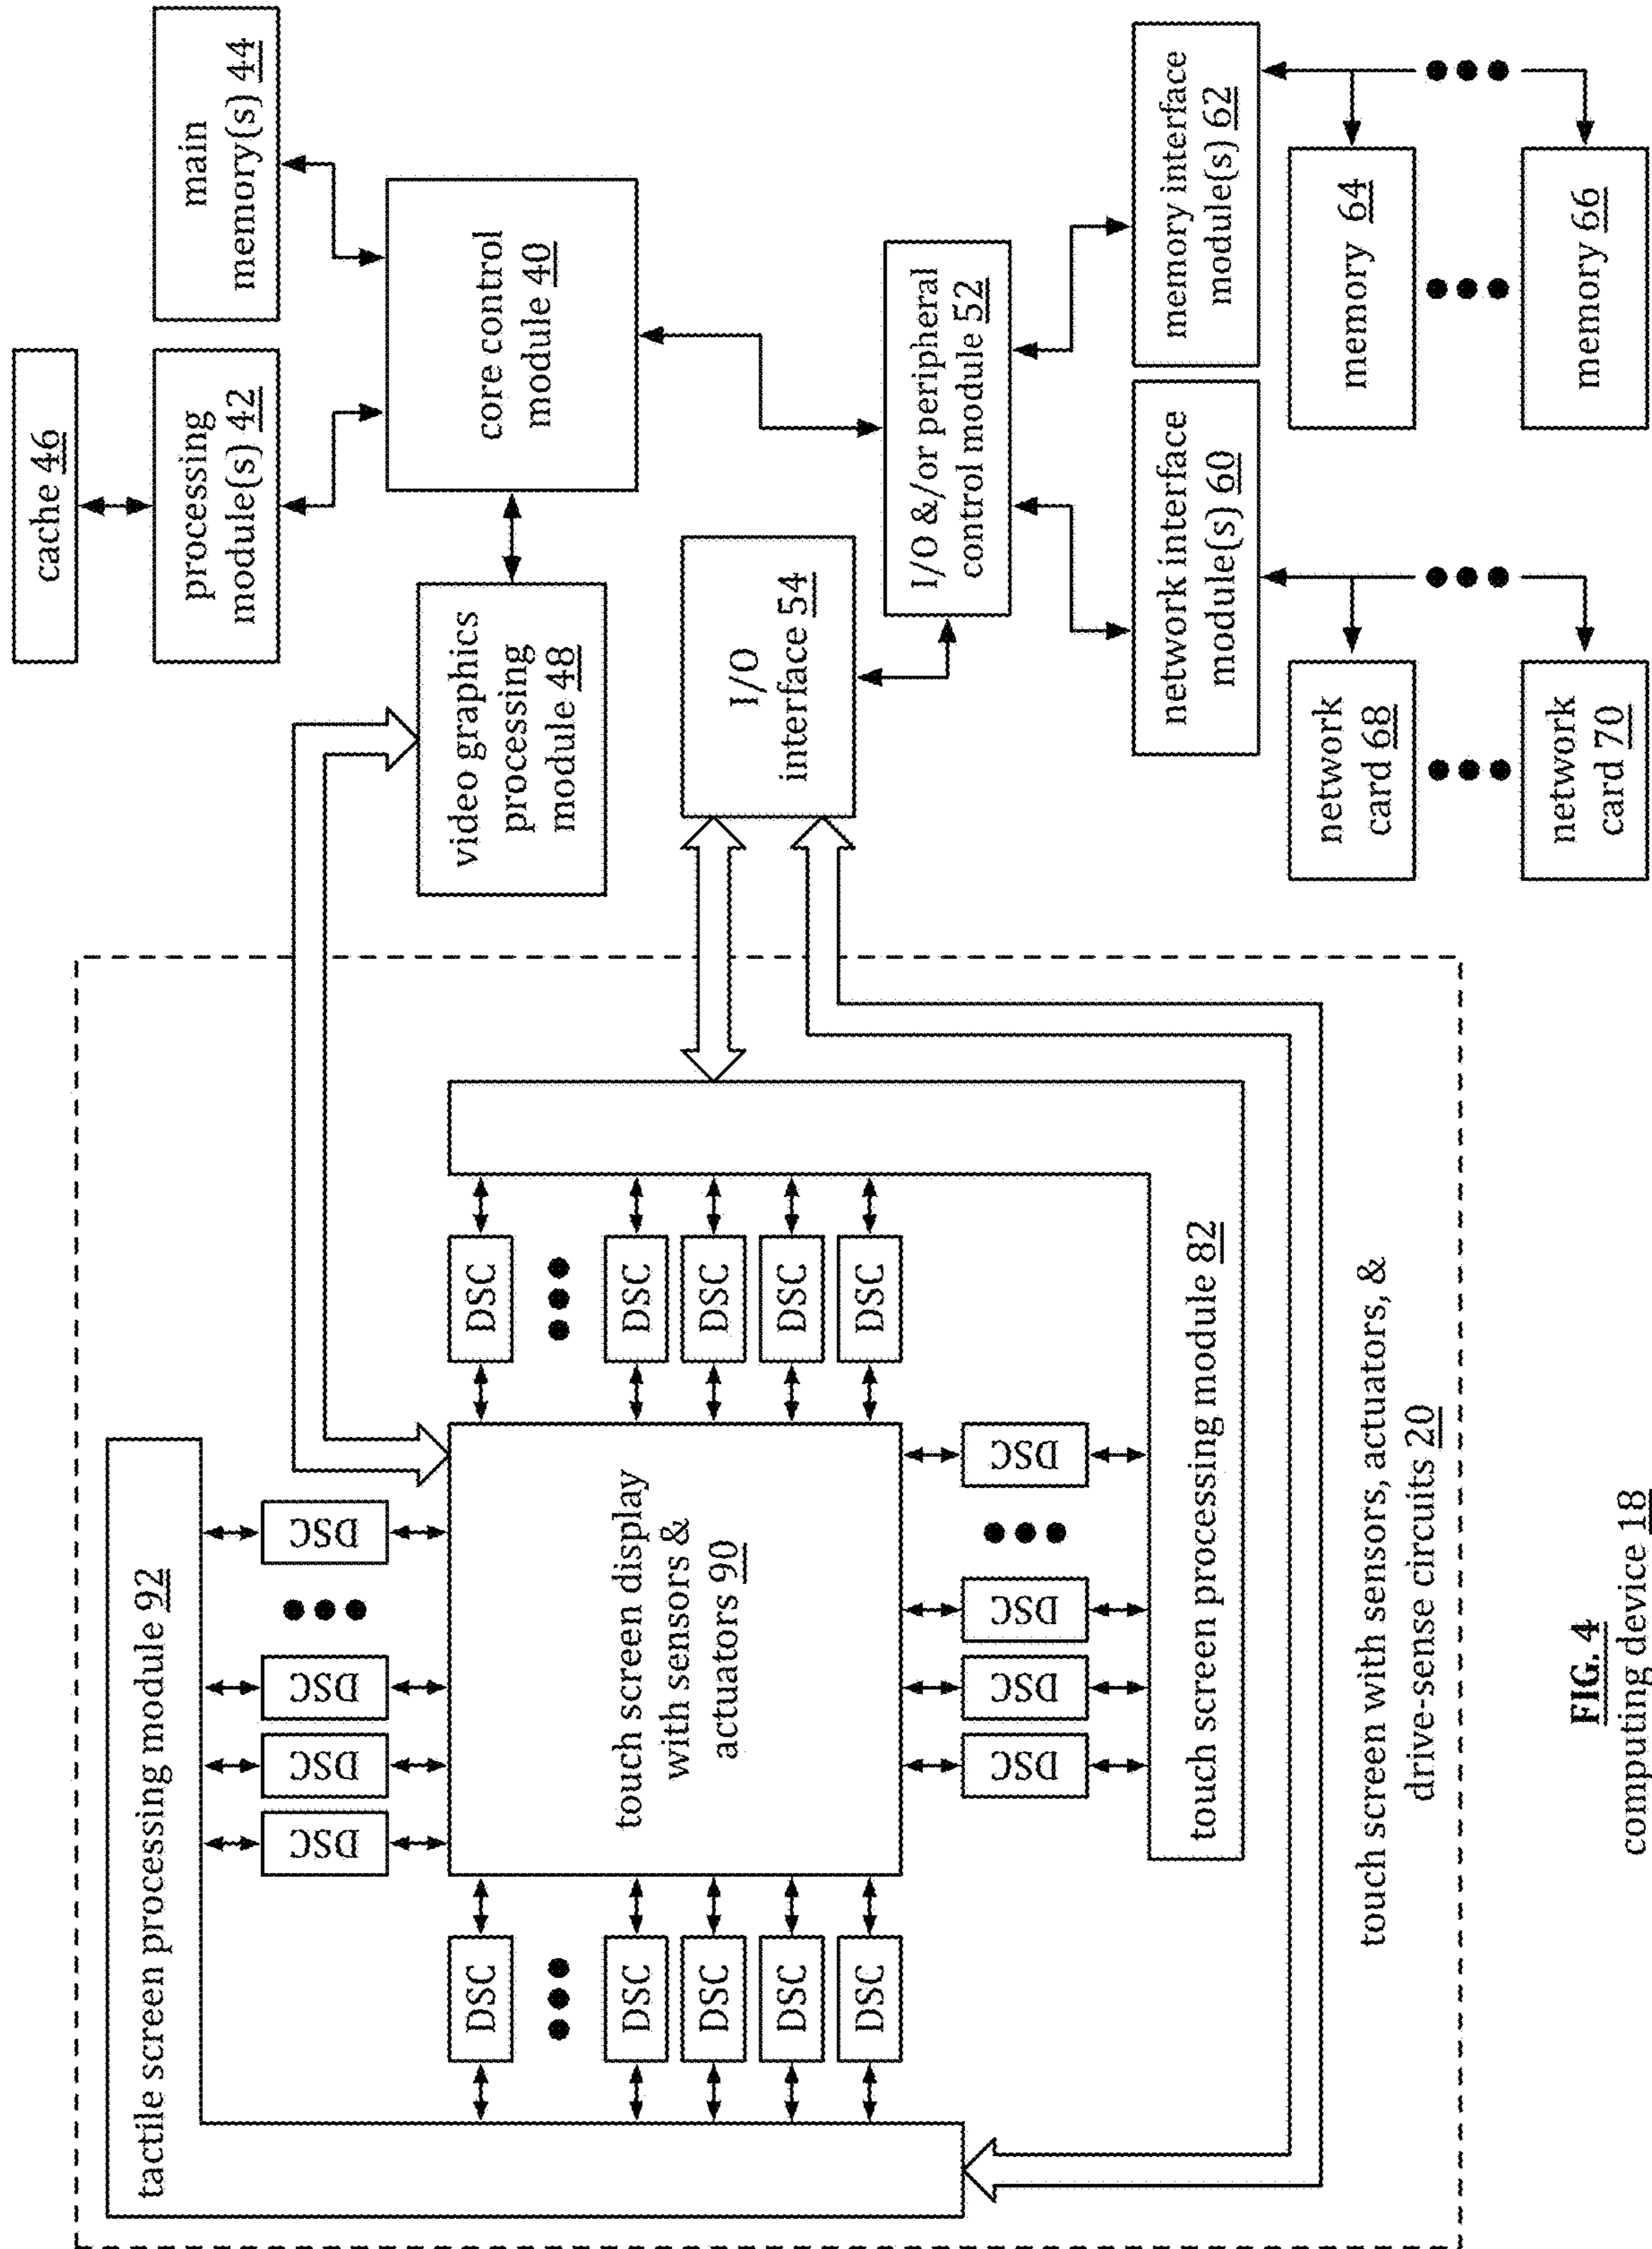 tactile screen processing module 92
DSC
DSC
DSC
DSC
DSC
DSC
DSC
DSC
DSC
touch screen display
with sensors &
actuators 90
DSC
DSC
DSC
DSC
DSC
DSC
DSC
DSC
DSC
touch screen processing module 82
touch screen with sensors, actuators, &
drive-sense circuits 20
cache 46
processing
module(s) 42
main
memory(s) 44
core control
module 40
video graphics
processing
module 48
I/O
interface 54
I/O &/or peripheral
control module 52
network interface
module(s) 60
memory interface
module(s) 62
network
card 68
memory 64
network
card 70
memory 66
FIG. 4
computing device 18